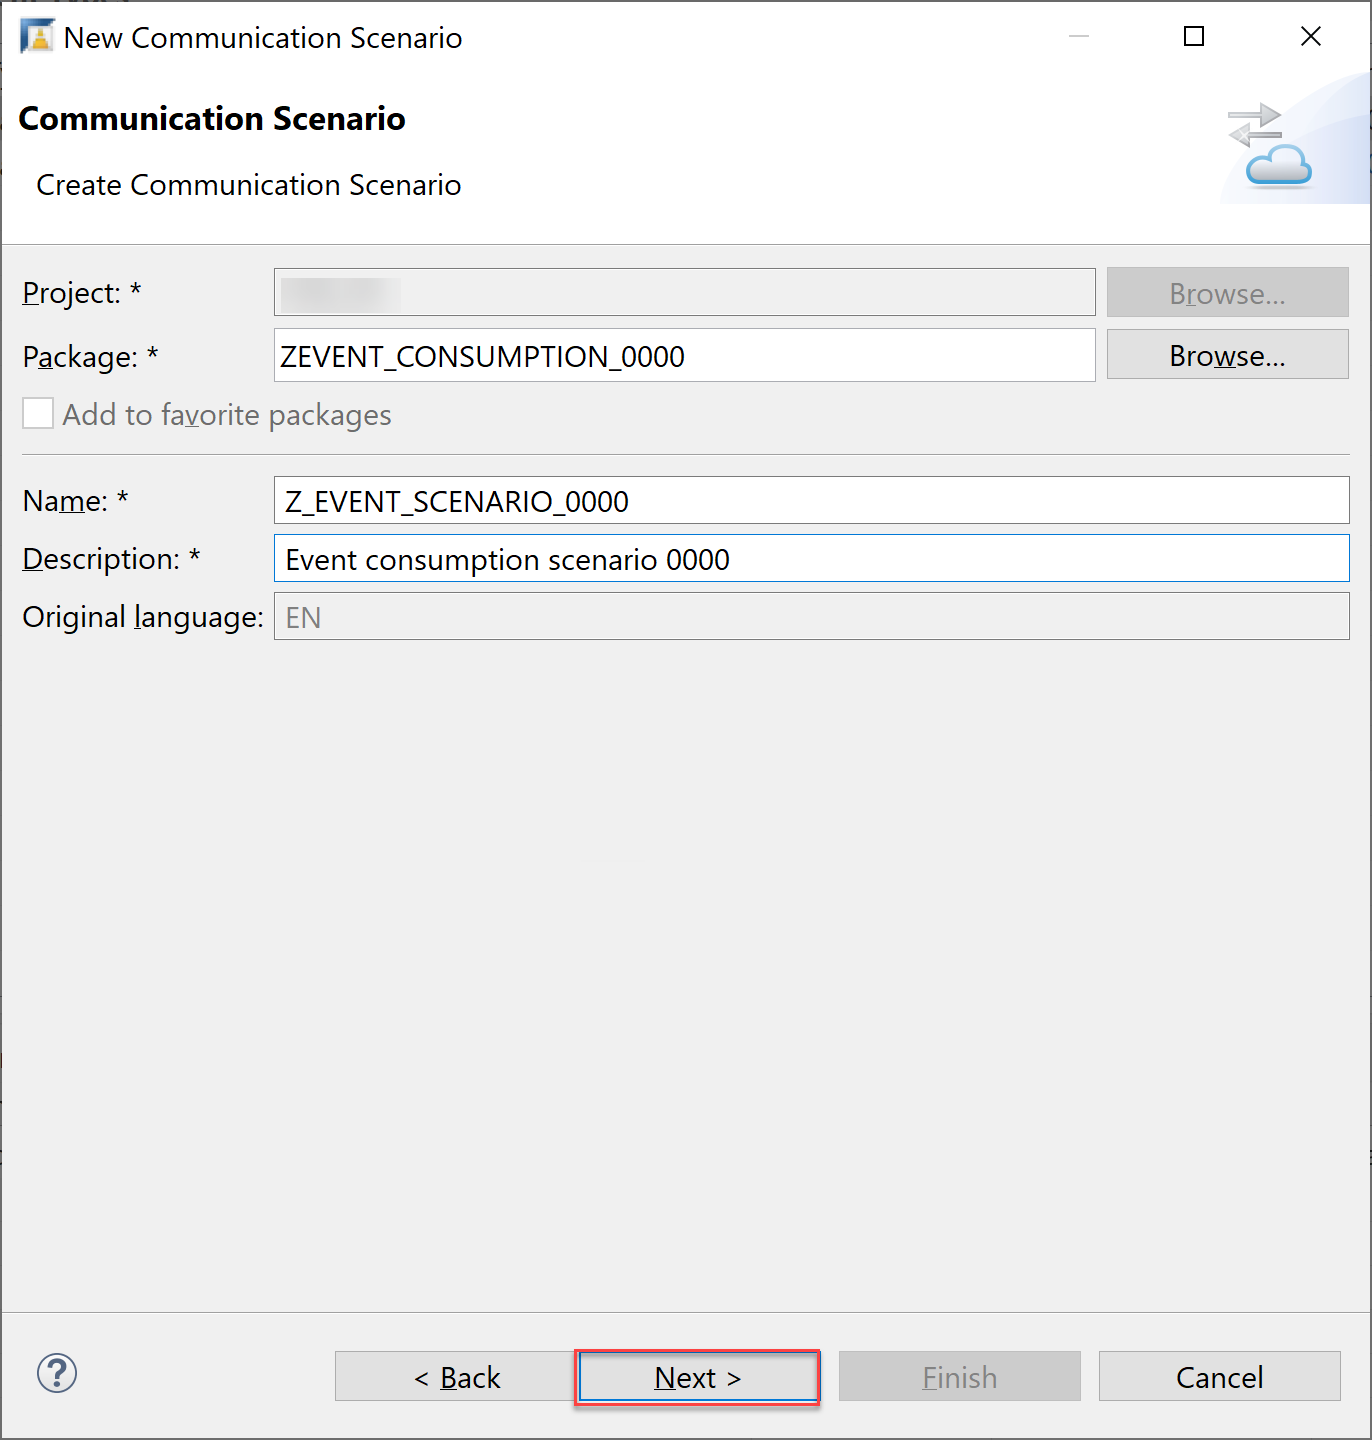 New Communication Scenario
Communication Scenario
Create Communication Scenario
Project: *
Browse...
Package: * ZEVENT_CONSUMPTION_0000 Browse...
Add to favorite packages
Name: * Z_EVENT_SCENARIO_0000
Description: * Event consumption scenario 0000
Original language: EN
? < Back Next > Finish Cancel